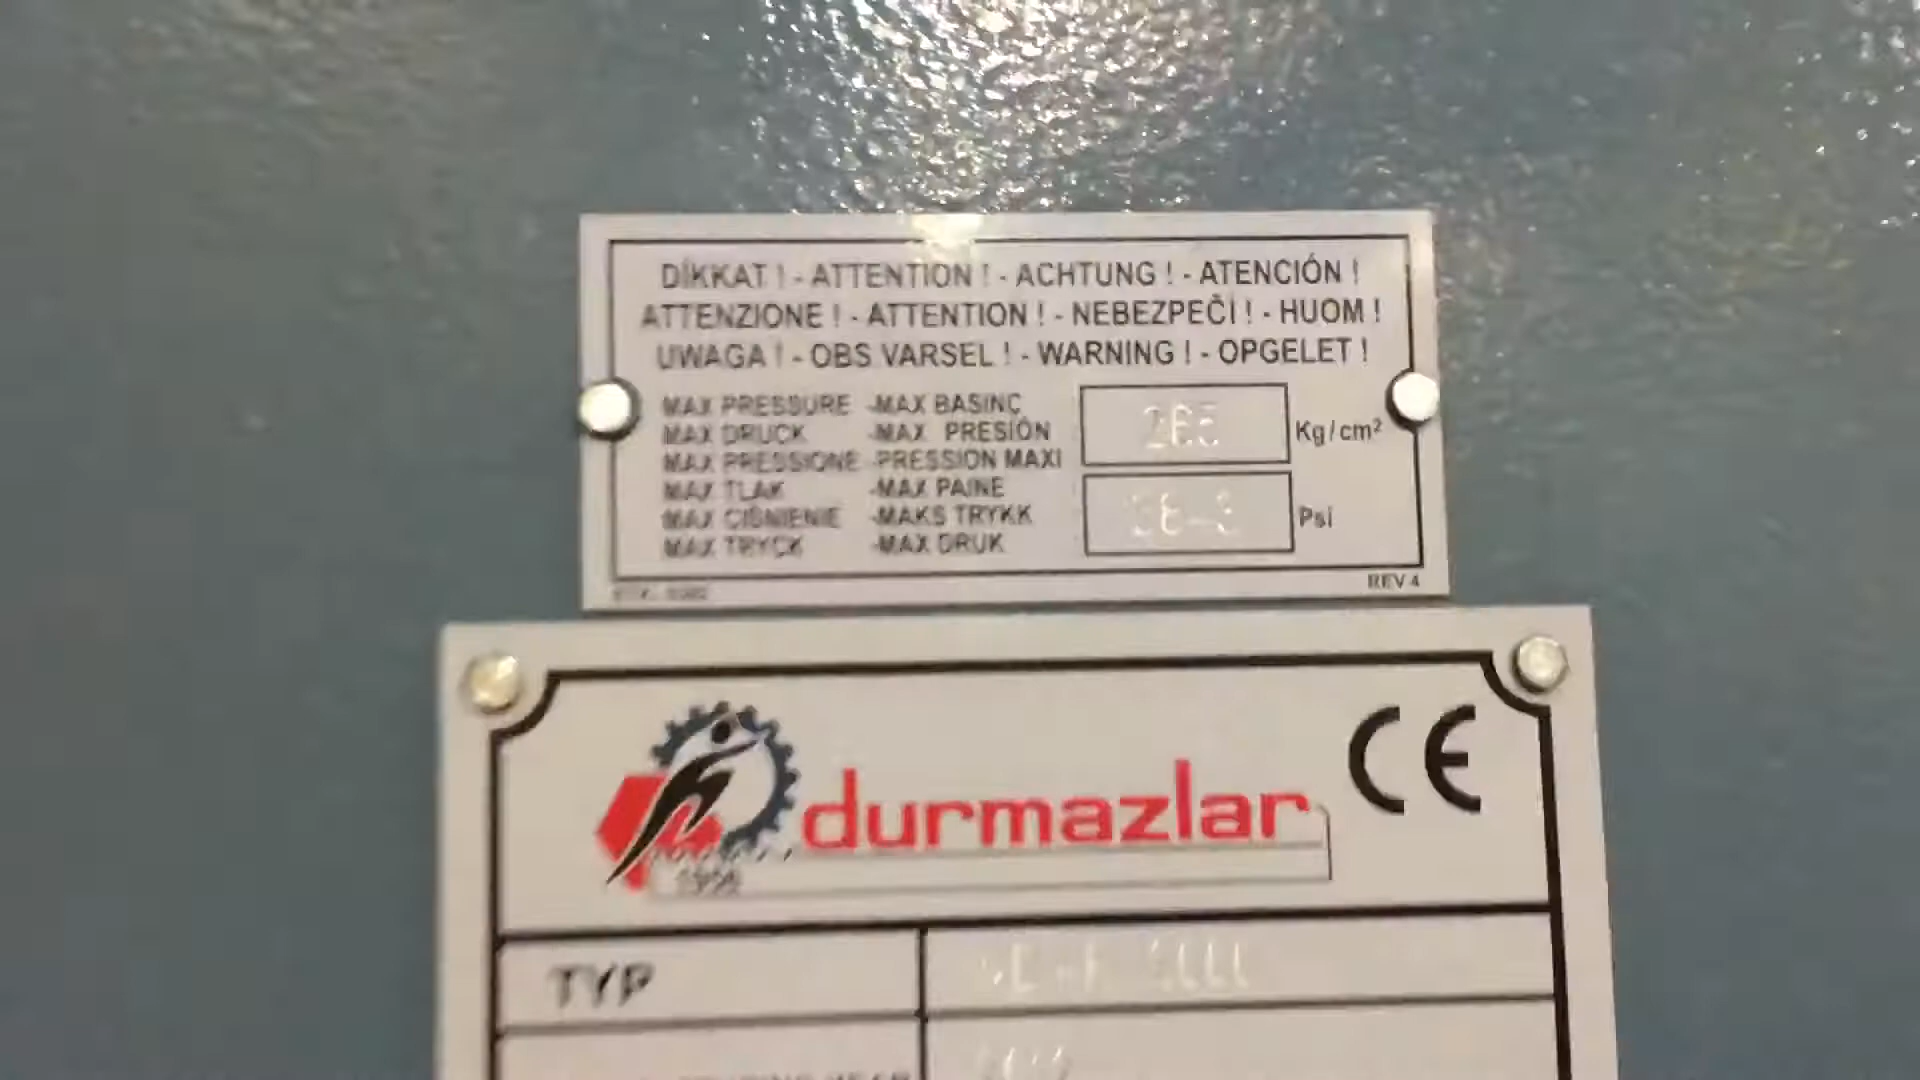 DİKKAT ! - ATTENTION ! - ACHTUNG ! - ATENCIÓN !
ATTENZIONE ! - ATTENTION ! - NEBEZPEČÍ ! - HUOM !
UWAGA ! - OBS VARSEL ! - WARNING ! - OPGELET !
MAX PRESSURE -MAX BASINÇ
MAX DRUCK -MAX PRESIÓN
MAX PRESSIONE -PRESSION MAXI
MAX TLAK -MAX PAINE
MAX CIŚNIENIE -MAKS TRYKK
MAX TRYCK -MAX DRUK
Kg/cm²
Psi
REV 4
durmazlar
CE
1956
TYP